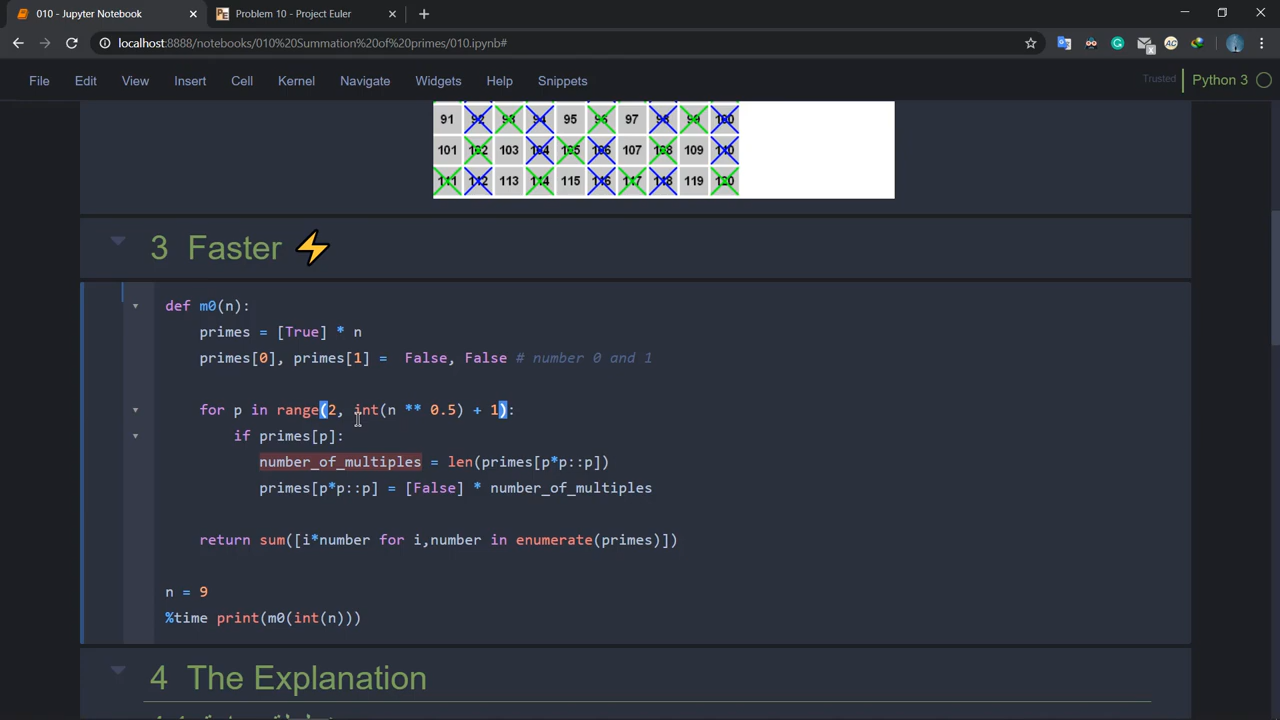 010 - Jupyter Notebook
Problem 10 - Project Euler
localhost:8888/notebooks/010%20Summation%20of%20primes/010.ipynb#
File Edit View Insert Cell Kernel Navigate Widgets Help Snippets Trusted Python 3
91 92 93 94 95 96 97 98 99 100
101 102 103 104 105 106 107 108 109 110
111 112 113 114 115 116 117 118 119 120
3 Faster ⚡
def m0(n):
primes = [True] * n
primes[0], primes[1] = False, False # number 0 and 1
for p in range(2, int(n ** 0.5) + 1):
if primes[p]:
number_of_multiples = len(primes[p*p::p])
primes[p*p::p] = [False] * number_of_multiples
return sum([i*number for i,number in enumerate(primes)])
n = 9
%time print(m0(int(n)))
4 The Explanation